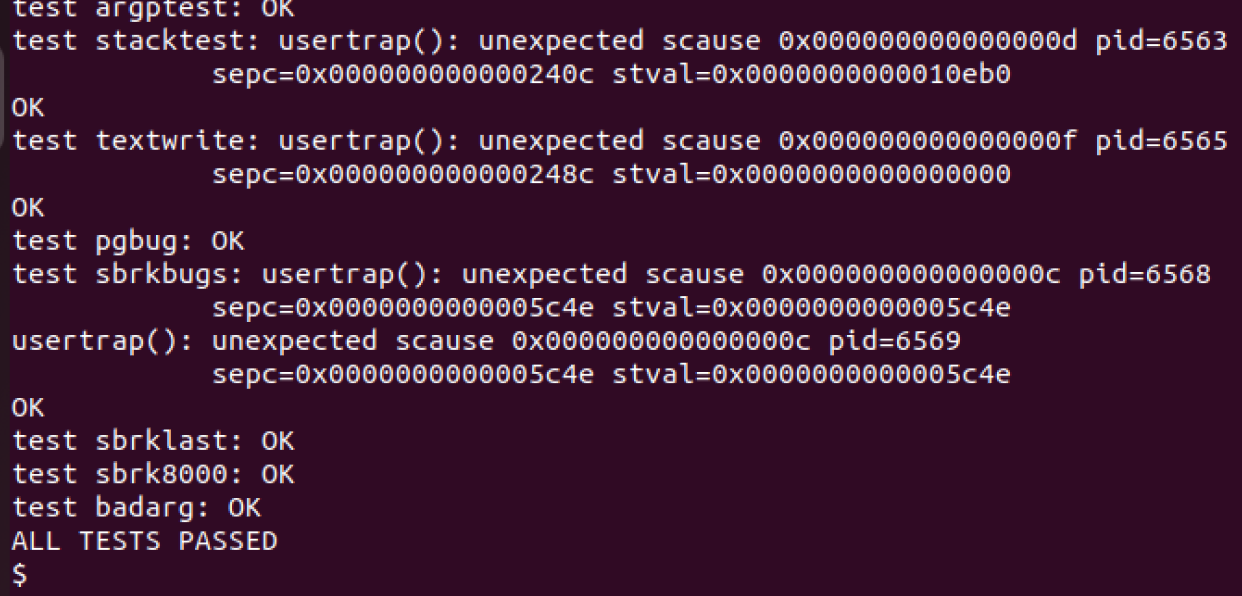 test argptest: OK
test stacktest: usertrap(): unexpected scause 0x000000000000000d pid=6563
            sepc=0x000000000000240c stval=0x0000000000010eb0
OK
test textwrite: usertrap(): unexpected scause 0x000000000000000f pid=6565
            sepc=0x000000000000248c stval=0x0000000000000000
OK
test pgbug: OK
test sbrkbugs: usertrap(): unexpected scause 0x000000000000000c pid=6568
            sepc=0x0000000000005c4e stval=0x0000000000005c4e
usertrap(): unexpected scause 0x000000000000000c pid=6569
            sepc=0x0000000000005c4e stval=0x0000000000005c4e
OK
test sbrklast: OK
test sbrk8000: OK
test badarg: OK
ALL TESTS PASSED
$